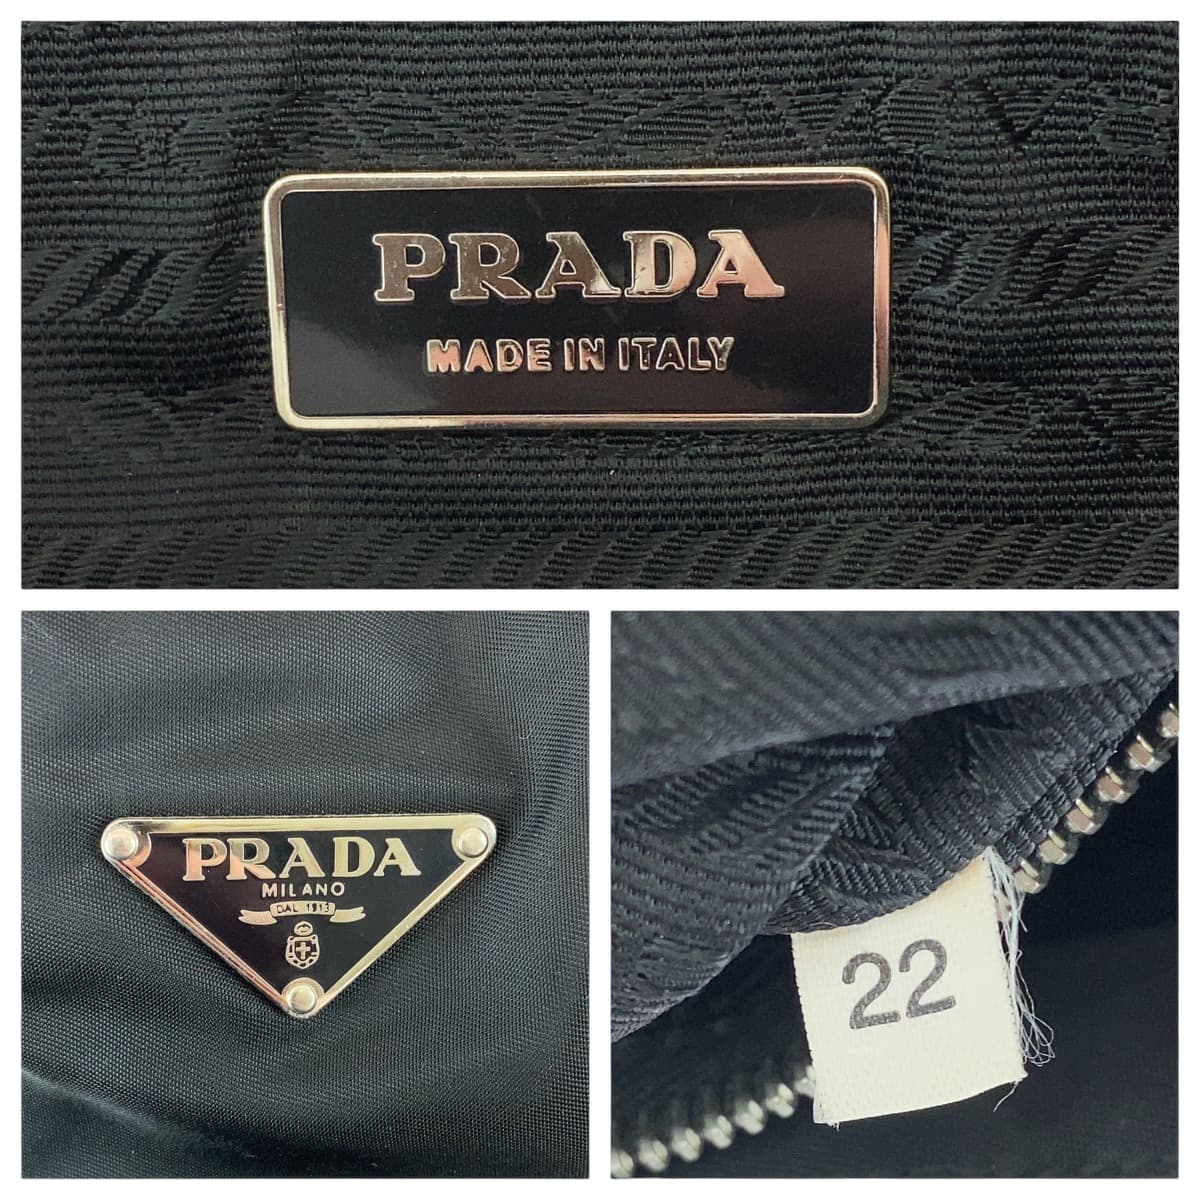 PRADA
MADE IN ITALY
PRADA
MILANO
DAL 1913
22